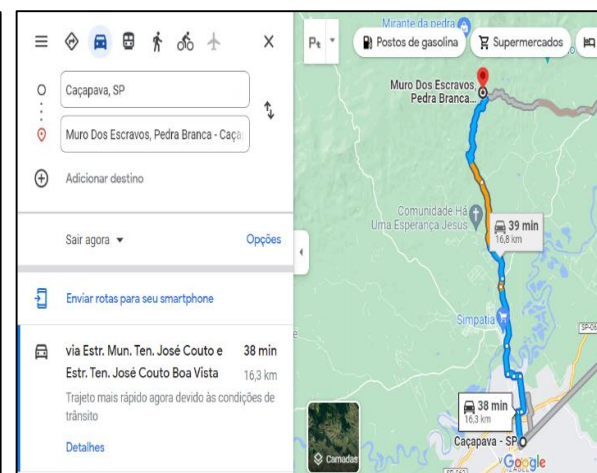 Caçapava, SP
Muro Dos Escravos, Pedra Branca - Caça
Adicionar destino
Sair agora
Opções
Enviar rotas para seu smartphone
via Estr. Mun. Ten. José Couto e
Estr. Ten. José Couto Boa Vista
38 min
16,3 km
Trajeto mais rápido agora devido às condições de
trânsito
Detalhes
Mirante da pedra
Postos de gasolina
Supermercados
Muro Dos Escravos,
Pedra Branca...
Comunidade Há
Uma Esperança Jesus
39 min
16,8 km
Simpatia
38 min
16,3 km
Caçapava - SP
Camadas
Google